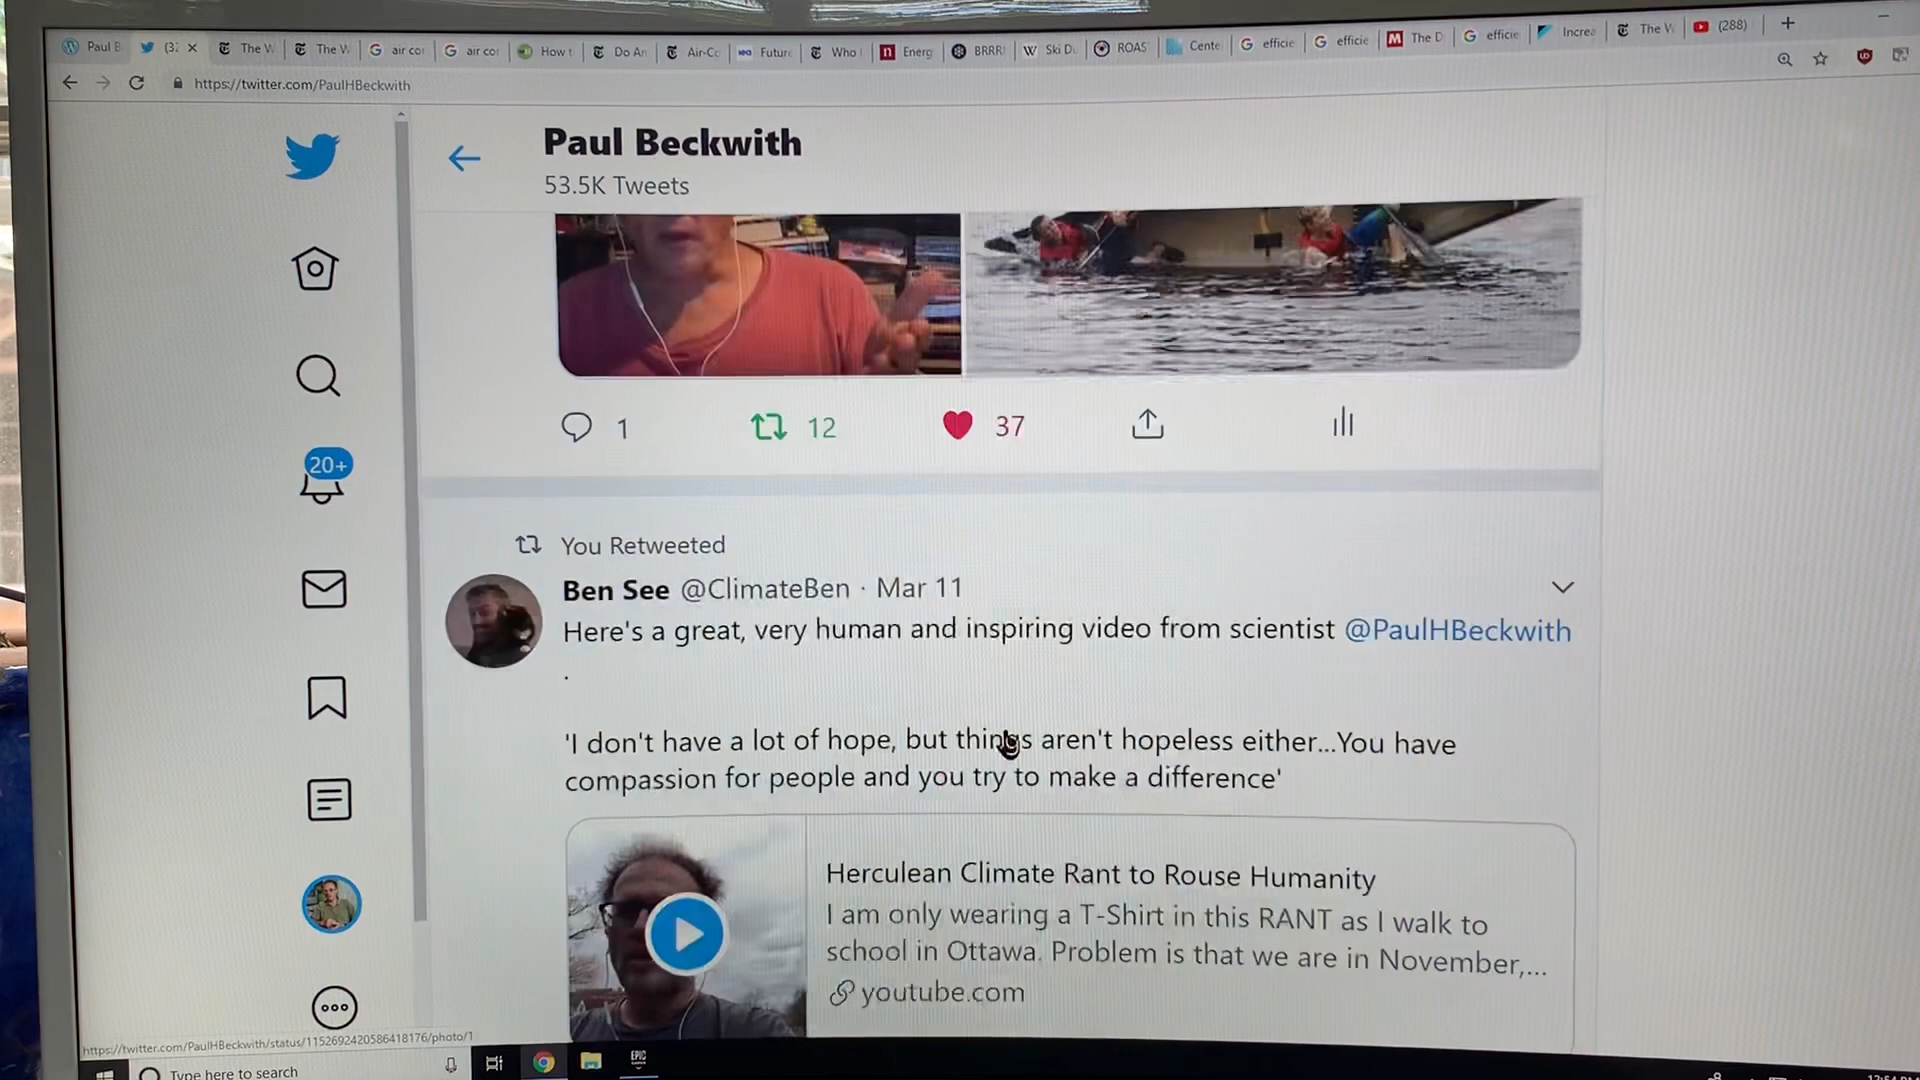 Paul B
(3
The W
The W
air co
air co
How t
Do A
Air-Co
Future
Who
Energ
BRRR!
Ski D
ROAS
Cente
efficie
efficie
The D
efficie
Increa
The W
(288)
https://twitter.com/PaulHBeckwith
Paul Beckwith
53.5K Tweets
1
12
37
20+
You Retweeted
Ben See @ClimateBen · Mar 11
Here's a great, very human and inspiring video from scientist @PaulHBeckwith
.
'I don't have a lot of hope, but things aren't hopeless either...You have
compassion for people and you try to make a difference'
Herculean Climate Rant to Rouse Humanity
I am only wearing a T-Shirt in this RANT as I walk to
school in Ottawa. Problem is that we are in November,...
youtube.com
https://twitter.com/PaulHBeckwith/status/1152692420586418176/photo/1
Type here to search
EPIC